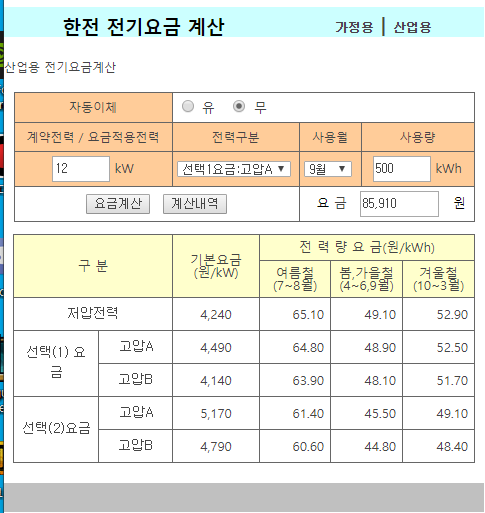 한전 전기요금 계산
가정용 | 산업용
산업용 전기요금계산
자동이체 유 무
계약전력 / 요금적용전력 전력구분 사용월 사용량
12 kW 선택1요금:고압A 9월 500 kWh
요금계산 계산내역 요 금 85,910 원
구 분 기본요금 (원/kW) 전 력 량 요 금(원/kWh)
여름철 (7~8월) 봄,가을철 (4~6,9월) 겨울철 (10~3월)
저압전력 4,240 65.10 49.10 52.90
선택(1) 요금 고압A 4,490 64.80 48.90 52.50
고압B 4,140 63.90 48.10 51.70
선택(2)요금 고압A 5,170 61.40 45.50 49.10
고압B 4,790 60.60 44.80 48.40